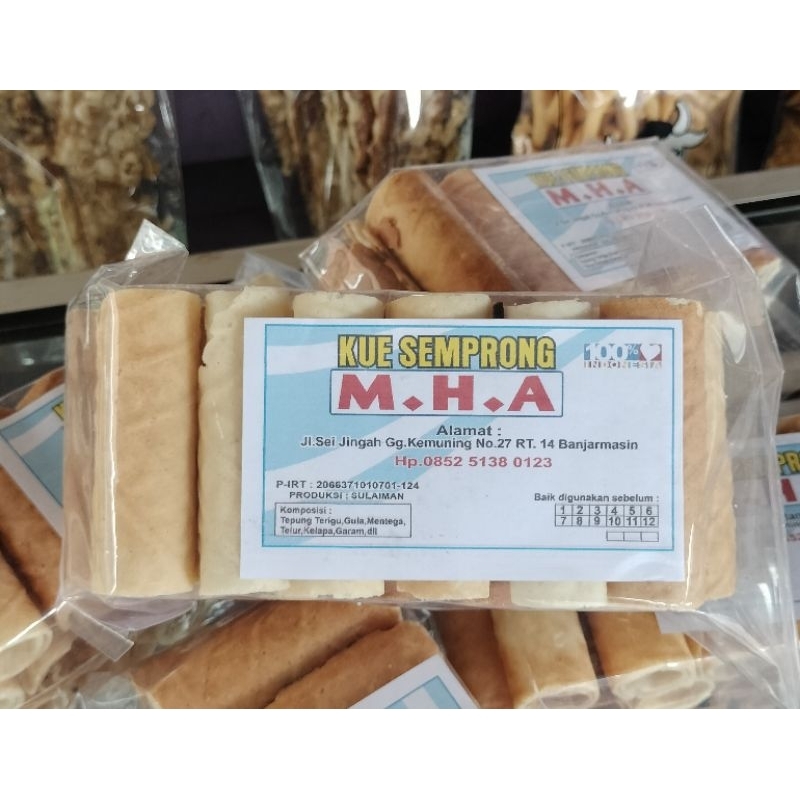 KUE SEMPRONG
M.H.A
100%
INDONESIA
Alamat :
Jl.Sei Jingah Gg.Kemuning No.27 RT. 14 Banjarmasin
Hp.0852 5138 0123
P-IRT : 2066371010701-124
PRODUKSI : SULAIMAN
Komposisi :
Tepung Terigu,Gula,Mentega,
Telur,Kelapa,Garam,dll
Baik digunakan sebelum :
1 2 3 4 5 6
7 8 9 10 11 12
KUE SEMPRONG
M.H.A